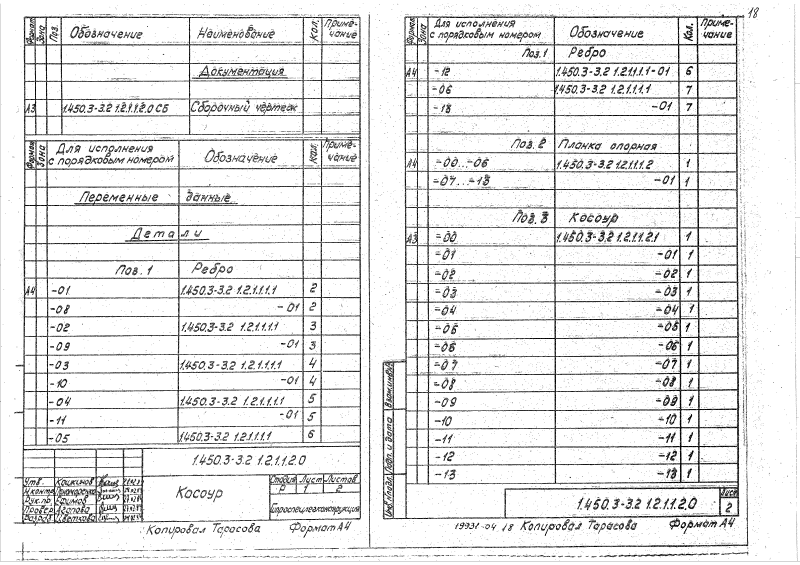 18
Формат Зона Поз. Обозначение Наименование Кол. Приме-чание
Документация
А3 1.450.3-3.2 1.2.1.1.2.0 СБ Сборочный чертеж
Формат Зона Для исполнения с порядковым номером Обозначение Кол. Приме-чание
Переменные данные
Детали
Поз. 1 Ребро
А4 -01 1.450.3-3.2 1.2.1.1.1.1 2
-08 -01 2
-02 1.450.3-3.2 1.2.1.1.1.1 3
-09 -01 3
-03 1.450.3-3.2 1.2.1.1.1.1 4
-10 -01 4
-04 1.450.3-3.2 1.2.1.1.1.1 5
-11 -01 5
-05 1.450.3-3.2 1.2.1.1.1.1 6
1.450.3-3.2 1.2.1.1.2.0
Утв.
Н.контр.
Рук.пр. Ефимов
Провер. Агапова
Разраб. Цветкова
Косоур
Стадия Лист Листов
Р 1 2
Гипроспецлегконструкция
Копировал Тарасова Формат А4
Формат Зона Для исполнения с порядковым номером Обозначение Кол. Приме-чание
Поз.1 Ребро
А4 -12 1.450.3-3.2 1.2.1.1.1.1-01 6
-06 1.450.3-3.2 1.2.1.1.1.1 7
-13 -01 7
Поз. 2 Планка опорная
А4 -00...-06 1.450.3-3.2 1.2.1.1.1.2 1
-07...-13 -01 1
Поз. 3 Косоур
А3 -00 1.450.3-3.2 1.2.1.1.2.1 1
-01 -01 1
-02 -02 1
-03 -03 1
-04 -04 1
-05 -05 1
-06 -06 1
-07 -07 1
-08 -08 1
-09 -09 1
-10 -10 1
-11 -11 1
-12 -12 1
-13 -13 1
Инв.№ подл. Подп. и дата Взам.инв.№
1.450.3-3.2 1.2.1.1.2.0
Лист
2
19931-04 18 Копировал Тарасова Формат А4